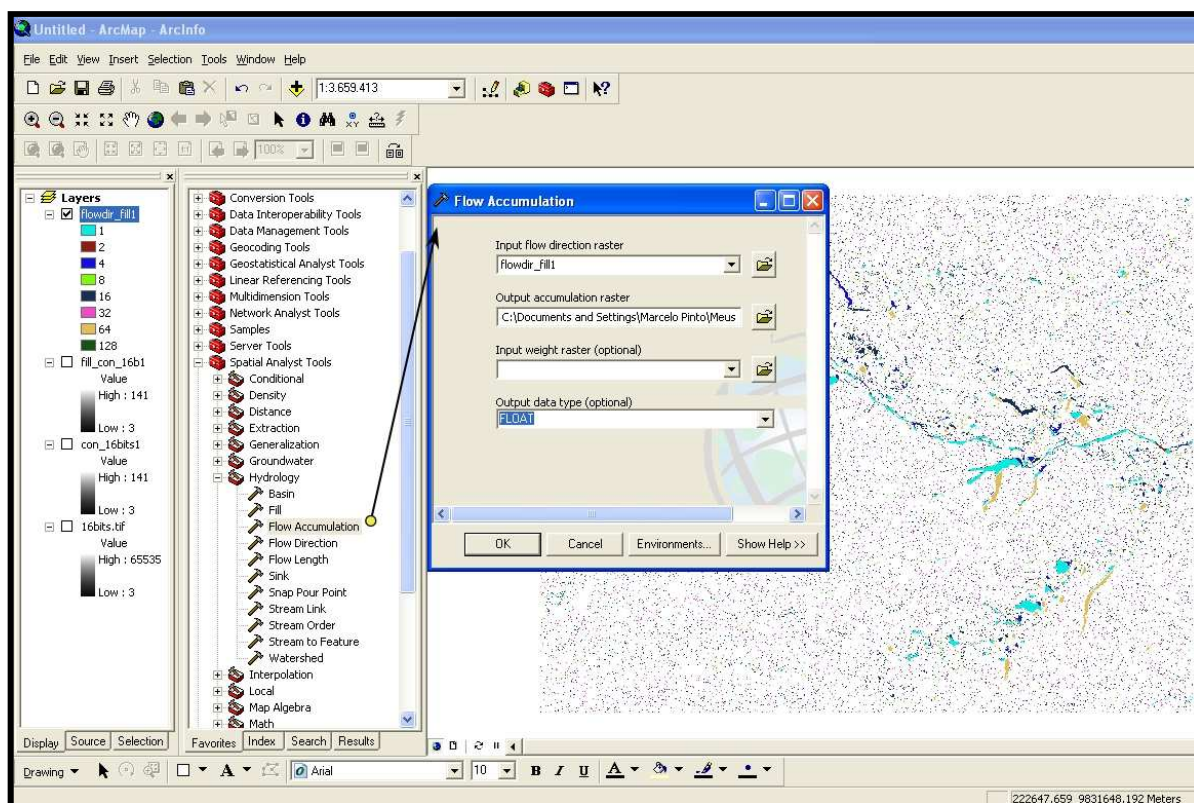 Untitled - ArcMap - ArcInfo
File Edit View Insert Selection Tools Window Help
1:3.659.413
100%
Layers
flowdir_fill1
1
2
4
8
16
32
64
128
fill_con_16b1
Value
High : 141
Low : 3
con_16bits1
Value
High : 141
Low : 3
16bits.tif
Value
High : 65535
Low : 3
Display Source Selection
Conversion Tools
Data Interoperability Tools
Data Management Tools
Geocoding Tools
Geostatistical Analyst Tools
Linear Referencing Tools
Multidimension Tools
Network Analyst Tools
Samples
Server Tools
Spatial Analyst Tools
Conditional
Density
Distance
Extraction
Generalization
Groundwater
Hydrology
Basin
Fill
Flow Accumulation
Flow Direction
Flow Length
Sink
Snap Pour Point
Stream Link
Stream Order
Stream to Feature
Watershed
Interpolation
Local
Map Algebra
Math
Favorites Index Search Results
Flow Accumulation
Input flow direction raster
flowdir_fill1
Output accumulation raster
C:\Documents and Settings\Marcelo Pinto\Meus
Input weight raster (optional)
Output data type (optional)
FLOAT
OK Cancel Environments... Show Help >>
Drawing A Arial 10 B I U A
222647,659 9831648,192 Meters